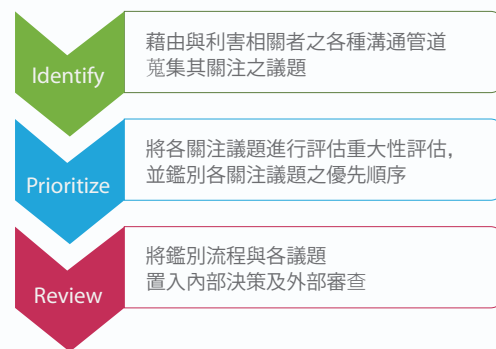 Identify
藉由與利害相關者之各種溝通管道
蒐集其關注之議題
Prioritize
將各關注議題進行評估重大性評估,
並鑑別各關注議題之優先順序
Review
將鑑別流程與各議題
置入內部決策及外部審查